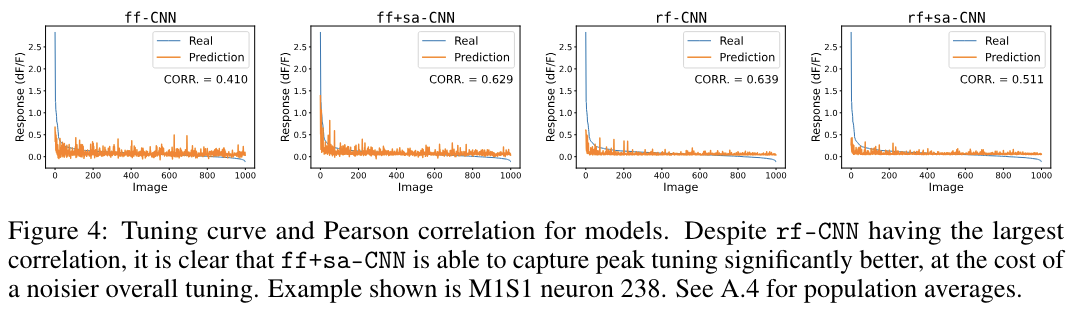 ff-CNN
Response (dF/F)
2.5
2.0
1.5
1.0
0.5
0.0
Real
Prediction
CORR. = 0.410
0 200 400 600 800 1000
Image
ff+sa-CNN
Response (dF/F)
2.5
2.0
1.5
1.0
0.5
0.0
Real
Prediction
CORR. = 0.629
0 200 400 600 800 1000
Image
rf-CNN
Response (dF/F)
2.5
2.0
1.5
1.0
0.5
0.0
Real
Prediction
CORR. = 0.639
0 200 400 600 800 1000
Image
rf+sa-CNN
Response (dF/F)
2.5
2.0
1.5
1.0
0.5
0.0
Real
Prediction
CORR. = 0.511
0 200 400 600 800 1000
Image
Figure 4: Tuning curve and Pearson correlation for models. Despite rf-CNN having the largest
correlation, it is clear that ff+sa-CNN is able to capture peak tuning significantly better, at the cost of
a noisier overall tuning. Example shown is M1S1 neuron 238. See A.4 for population averages.